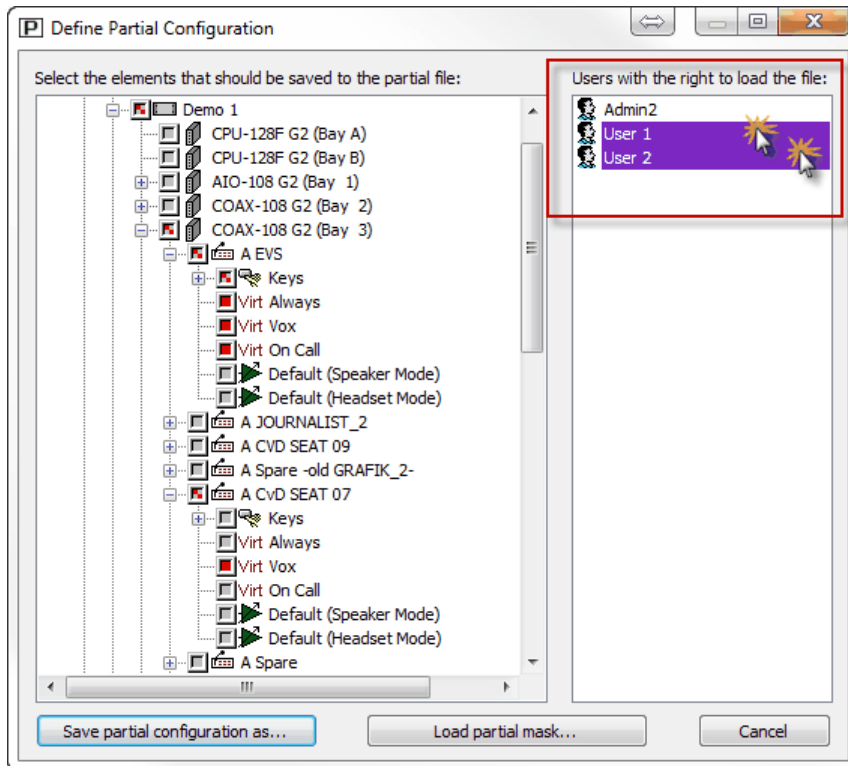 P Define Partial Configuration
X
Select the elements that should be saved to the partial file:
Users with the right to load the file:
Demo 1
CPU-128F G2 (Bay A)
CPU-128F G2 (Bay B)
AIO-108 G2 (Bay 1)
COAX-108 G2 (Bay 2)
COAX-108 G2 (Bay 3)
A EVS
Keys
Virt Always
Virt Vox
Virt On Call
Default (Speaker Mode)
Default (Headset Mode)
A JOURNALIST_2
A CVD SEAT 09
A Spare -old GRAFIK_2-
A CvD SEAT 07
Keys
Virt Always
Virt Vox
Virt On Call
Default (Speaker Mode)
Default (Headset Mode)
A Spare
Admin2
User 1
User 2
Save partial configuration as...
Load partial mask...
Cancel